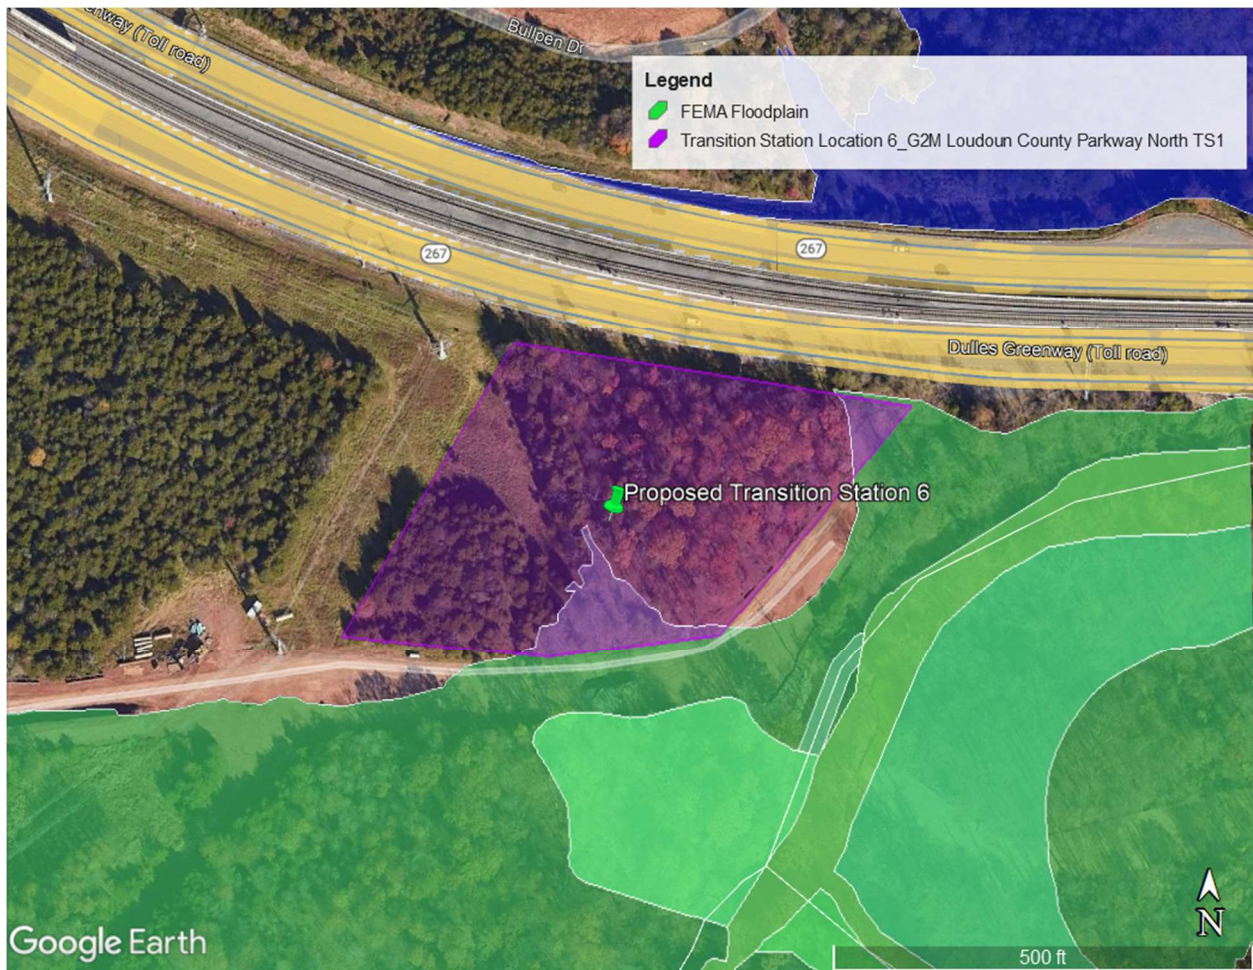 enway (Toll road)
Bullpen Dr
Legend
FEMA Floodplain
Transition Station Location 6_G2M Loudoun County Parkway North TS1
267
267
Dulles Greenway (Toll road)
Proposed Transition Station 6
Google Earth
N
500 ft